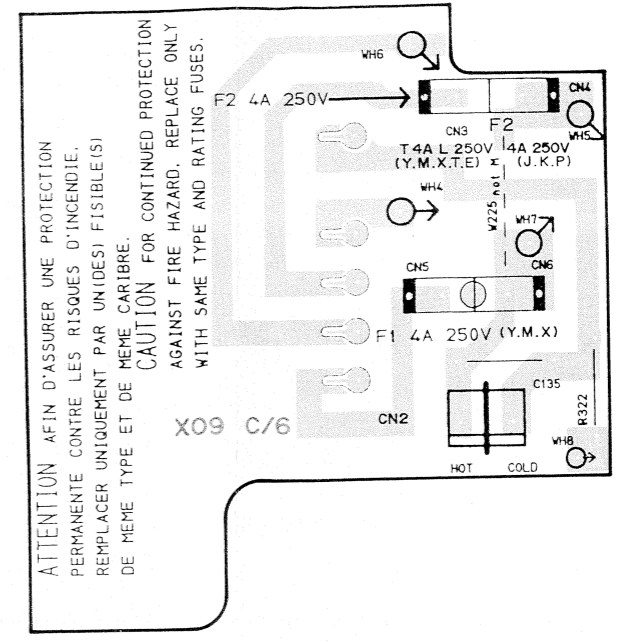 ATTENTION AFIN D'ASSURER UNE PROTECTION
PERMANENTE CONTRE LES RISQUES D'INCENDIE.
REMPLACER UNIQUEMENT PAR UN(DES) FISIBLE(S)
DE MEME TYPE ET DE MEME CARIBRE.
CAUTION FOR CONTINUED PROTECTION
AGAINST FIRE HAZARD. REPLACE ONLY
WITH SAME TYPE AND RATING FUSES.
WH6
F2 4A 250V
CN4
CN3
F2
WH5
T4A L 250V
4A 250V
(Y.M.X.T.E)
(J.K.P)
W225 not M
WH4
WH7
CN5
CN6
F1 4A 250V (Y.M.X)
C135
R322
X09 C/6
CN2
WH8
HOT
COLD